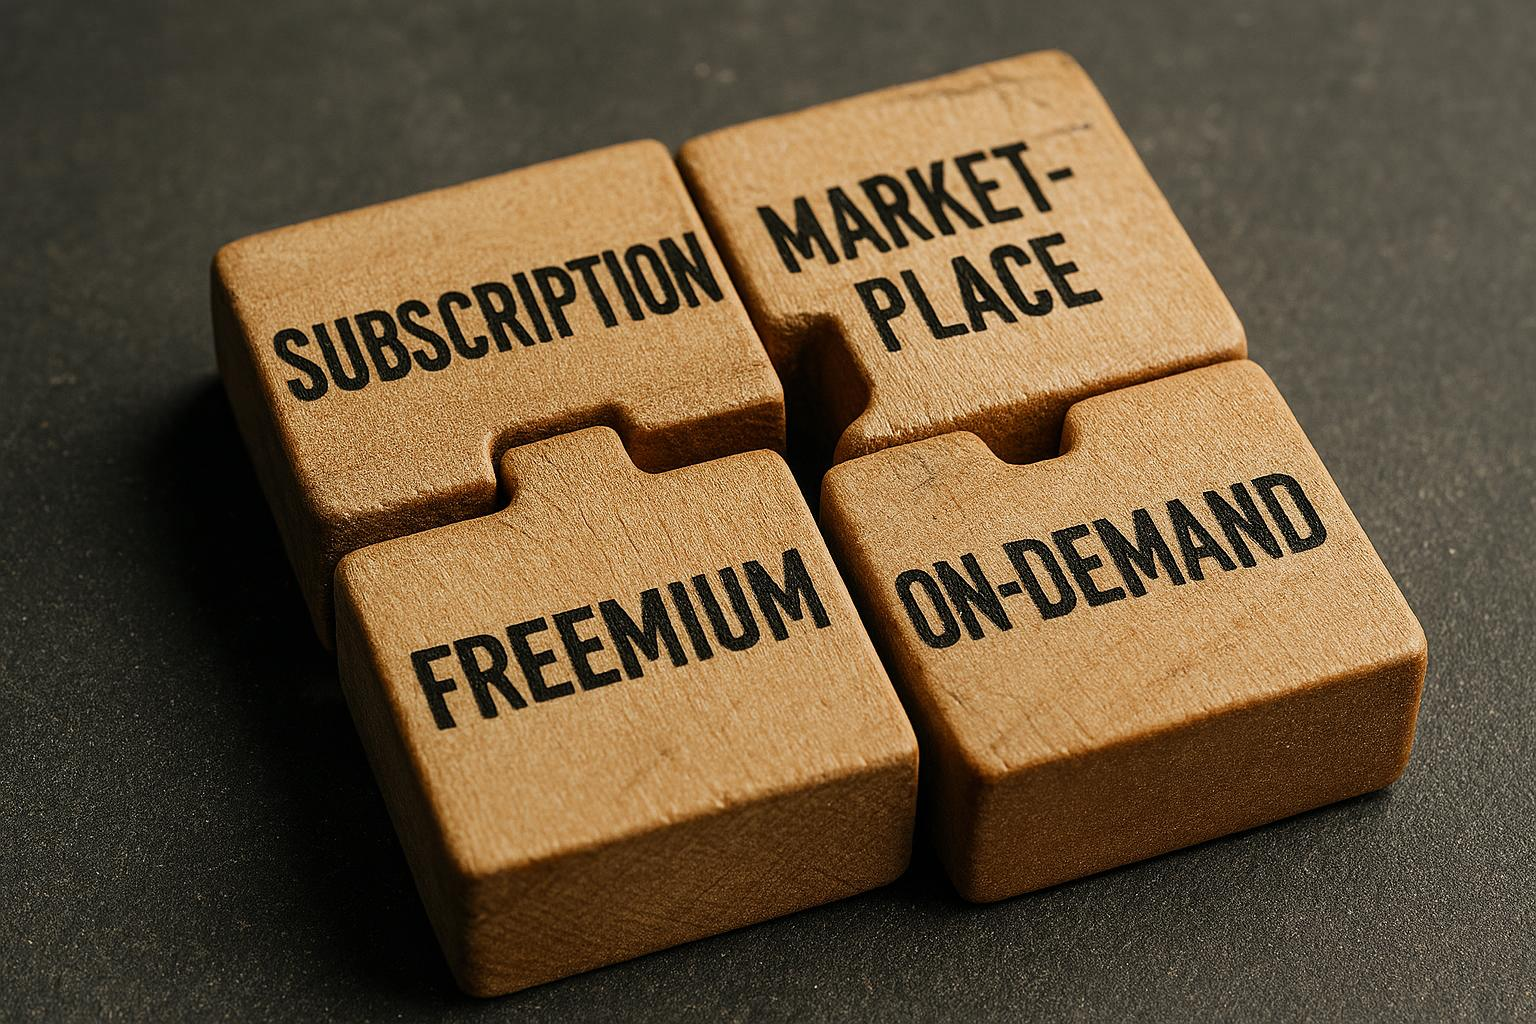 SUBSCRIPTION
MARKET-
PLACE
FREEMIUM
ON-DEMAND